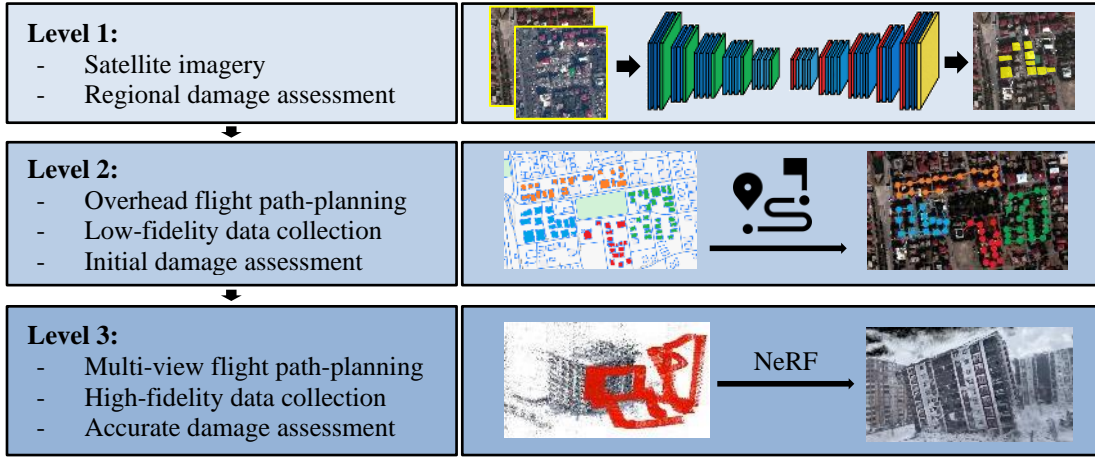 Level 1:
- Satellite imagery
- Regional damage assessment
Level 2:
- Overhead flight path-planning
- Low-fidelity data collection
- Initial damage assessment
Level 3:
- Multi-view flight path-planning
- High-fidelity data collection
- Accurate damage assessment
NeRF